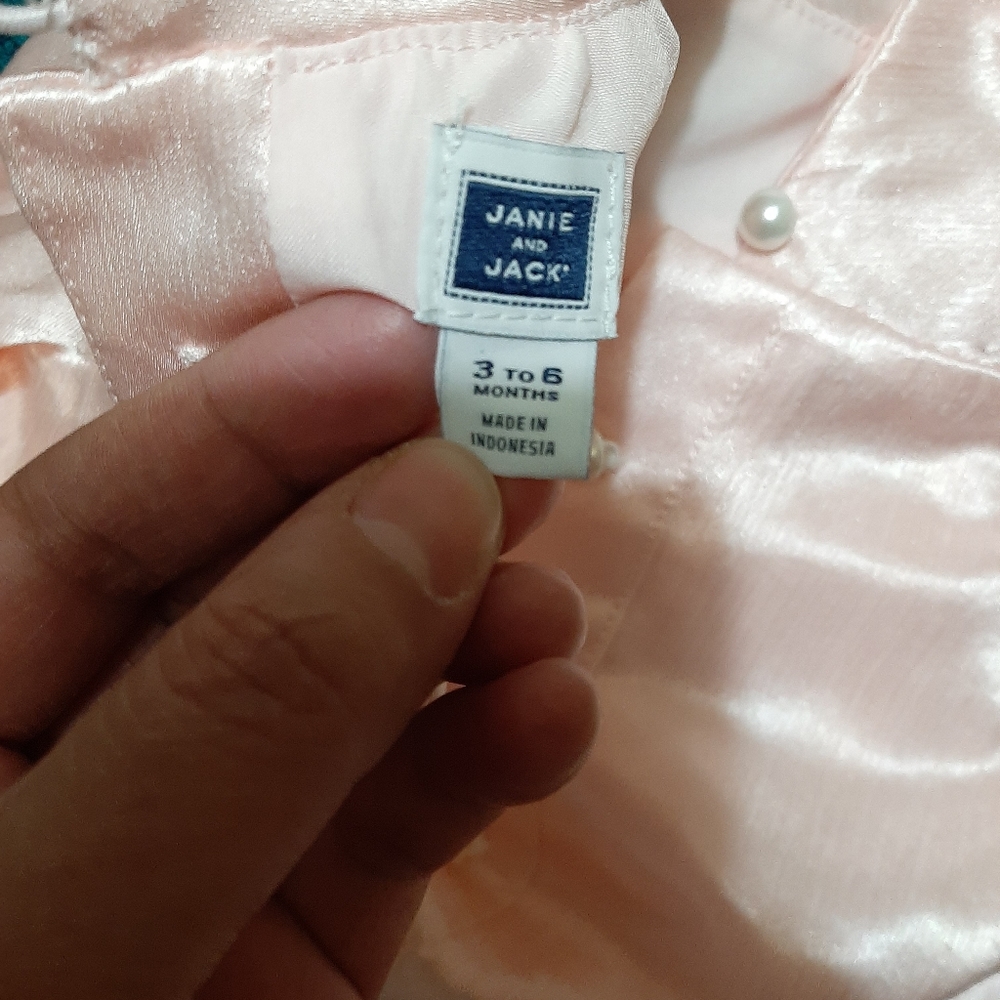 JANIE
AND
JACK
3 TO 6
MONTHS
MADE IN
INDONESIA